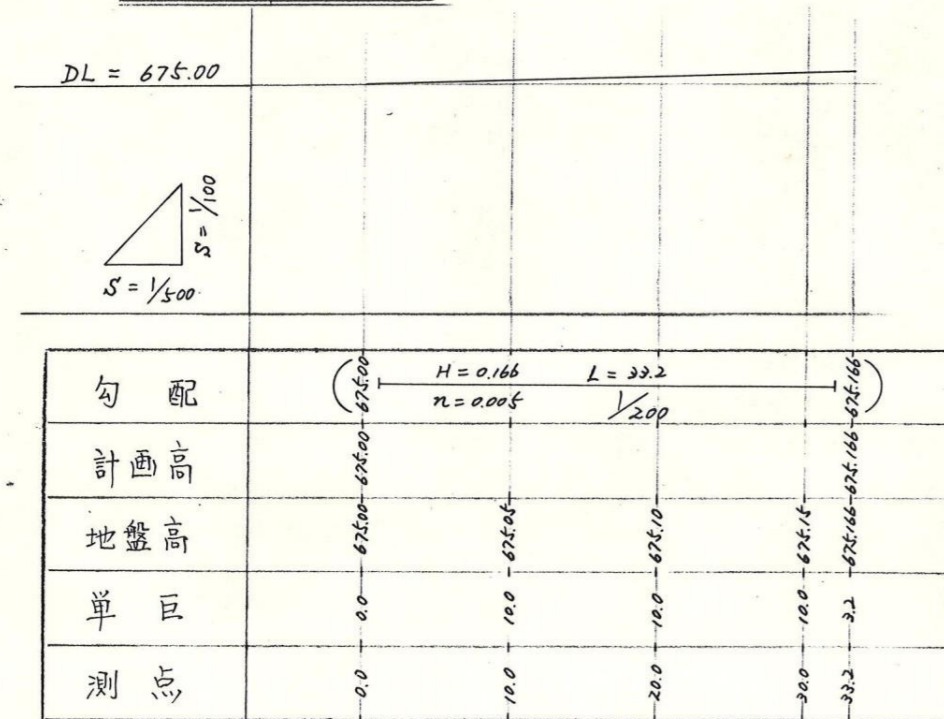 DL = 675.00
S = 1/100
S = 1/500
勾配 (675.00 H = 0.166 L = 33.2 675.166)
n = 0.005 1/200
計画高 675.00 675.166
地盤高 675.00 675.05 675.10 675.15 675.166
単巨 0.0 10.0 10.0 10.0 3.2
測点 0.0 10.0 20.0 30.0 33.2